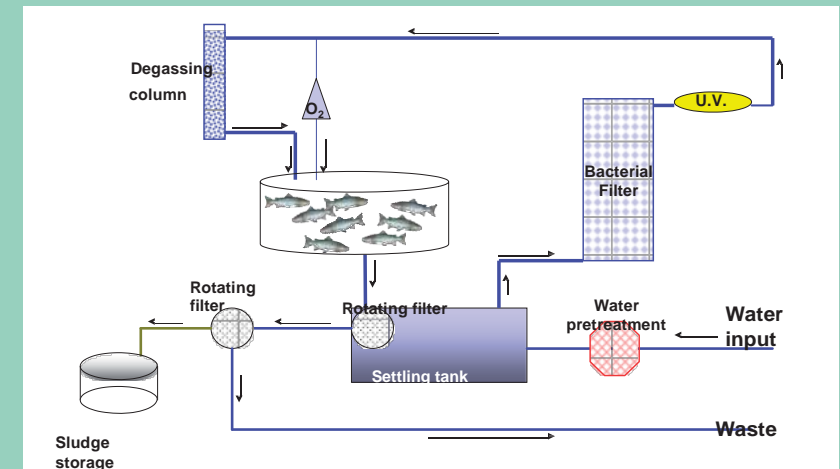 Degassing
column
O₂
U.V.
Bacterial
Filter
Rotating
filter
Rotating filter
Water
pretreatment
Water
input
Settling tank
Waste
Sludge
storage